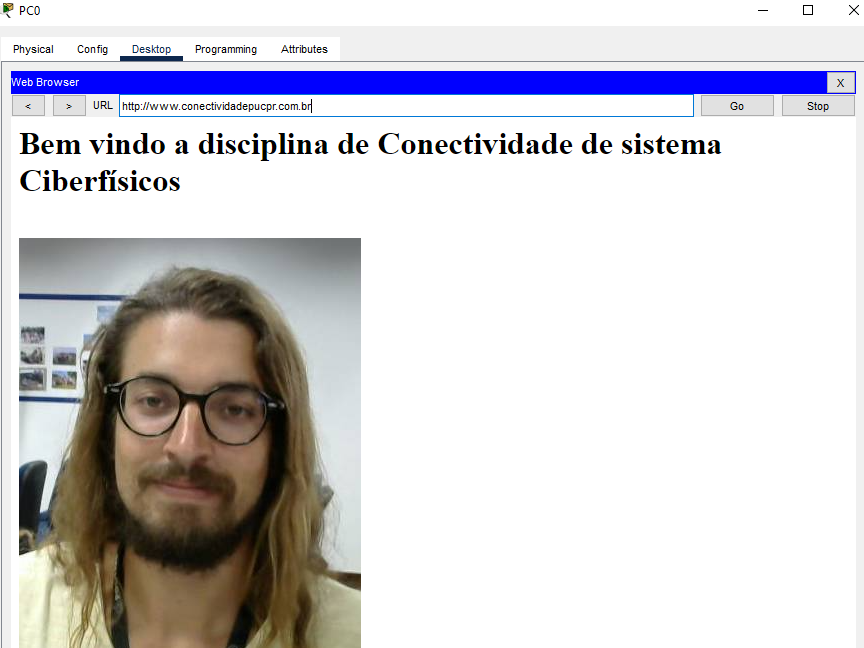 PC0
Physical Config Desktop Programming Attributes
Web Browser X
< > URL http://www.conectividadepucpr.com.br Go Stop
Bem vindo a disciplina de Conectividade de sistema
Ciberfísicos